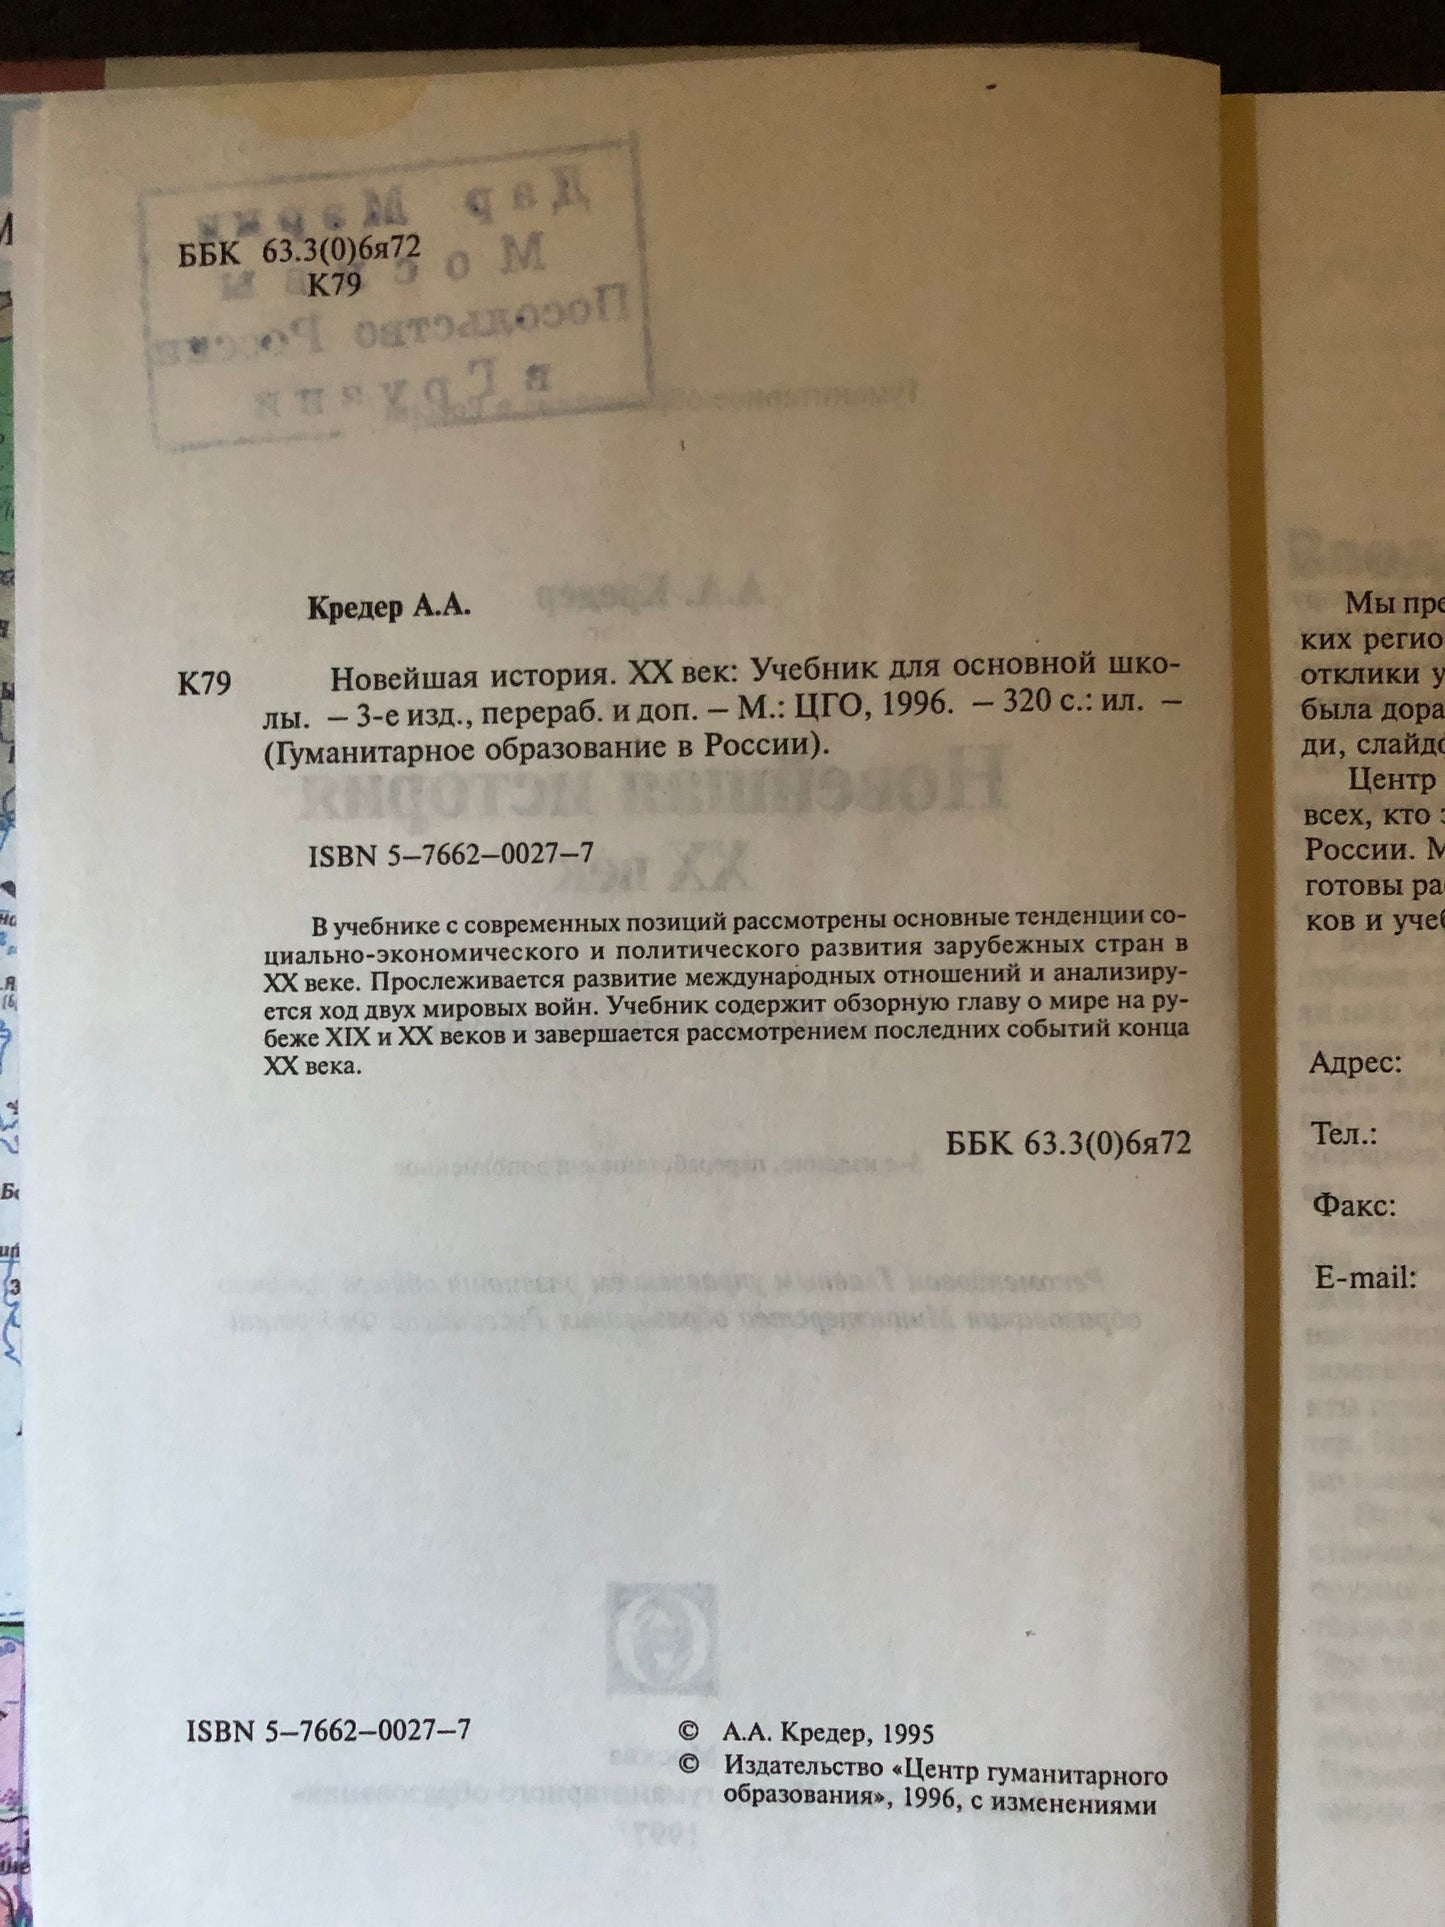 ББК 63.3(0)6я72
К79
Кредер А.А.
К79 Новейшая история. XX век: Учебник для основной шко-
лы. – 3-е изд., перераб. и доп. – М.: ЦГО, 1996. – 320 с.: ил. –
(Гуманитарное образование в России).
ISBN 5–7662–0027–7
В учебнике с современных позиций рассмотрены основные тенденции со-
циально-экономического и политического развития зарубежных стран в
XX веке. Прослеживается развитие международных отношений и анализиру-
ется ход двух мировых войн. Учебник содержит обзорную главу о мире на ру-
беже XIX и XX веков и завершается рассмотрением последних событий конца
XX века.
ББК 63.3(0)6я72
ISBN 5–7662–0027–7
© А.А. Кредер, 1995
© Издательство «Центр гуманитарного
образования», 1996, с изменениями
Мы пре
ких регио
отклики у
была дора
ди, слайдо
Центр
всех, кто
России. М
готовы ра
ков и учеб
Адрес:
Тел.:
Факс:
E-mail: